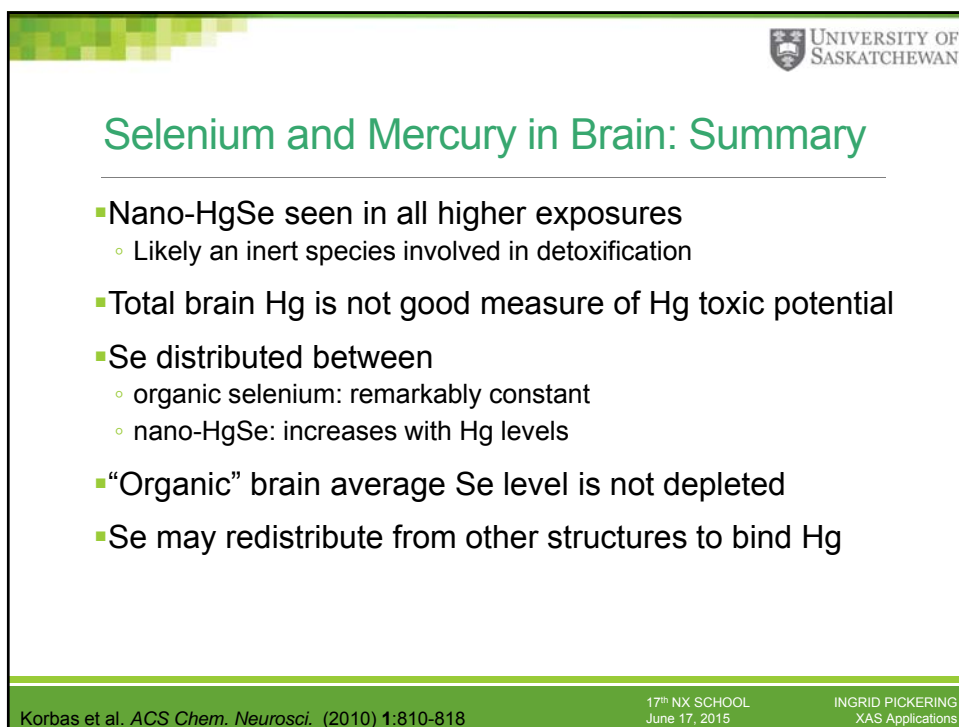 UNIVERSITY OF
SASKATCHEWAN
Selenium and Mercury in Brain: Summary
▪Nano-HgSe seen in all higher exposures
◦ Likely an inert species involved in detoxification
▪Total brain Hg is not good measure of Hg toxic potential
▪Se distributed between
◦ organic selenium: remarkably constant
◦ nano-HgSe: increases with Hg levels
▪“Organic” brain average Se level is not depleted
▪Se may redistribute from other structures to bind Hg
Korbas et al. ACS Chem. Neurosci. (2010) 1:810-818
17th NX SCHOOL
June 17, 2015
INGRID PICKERING
XAS Applications